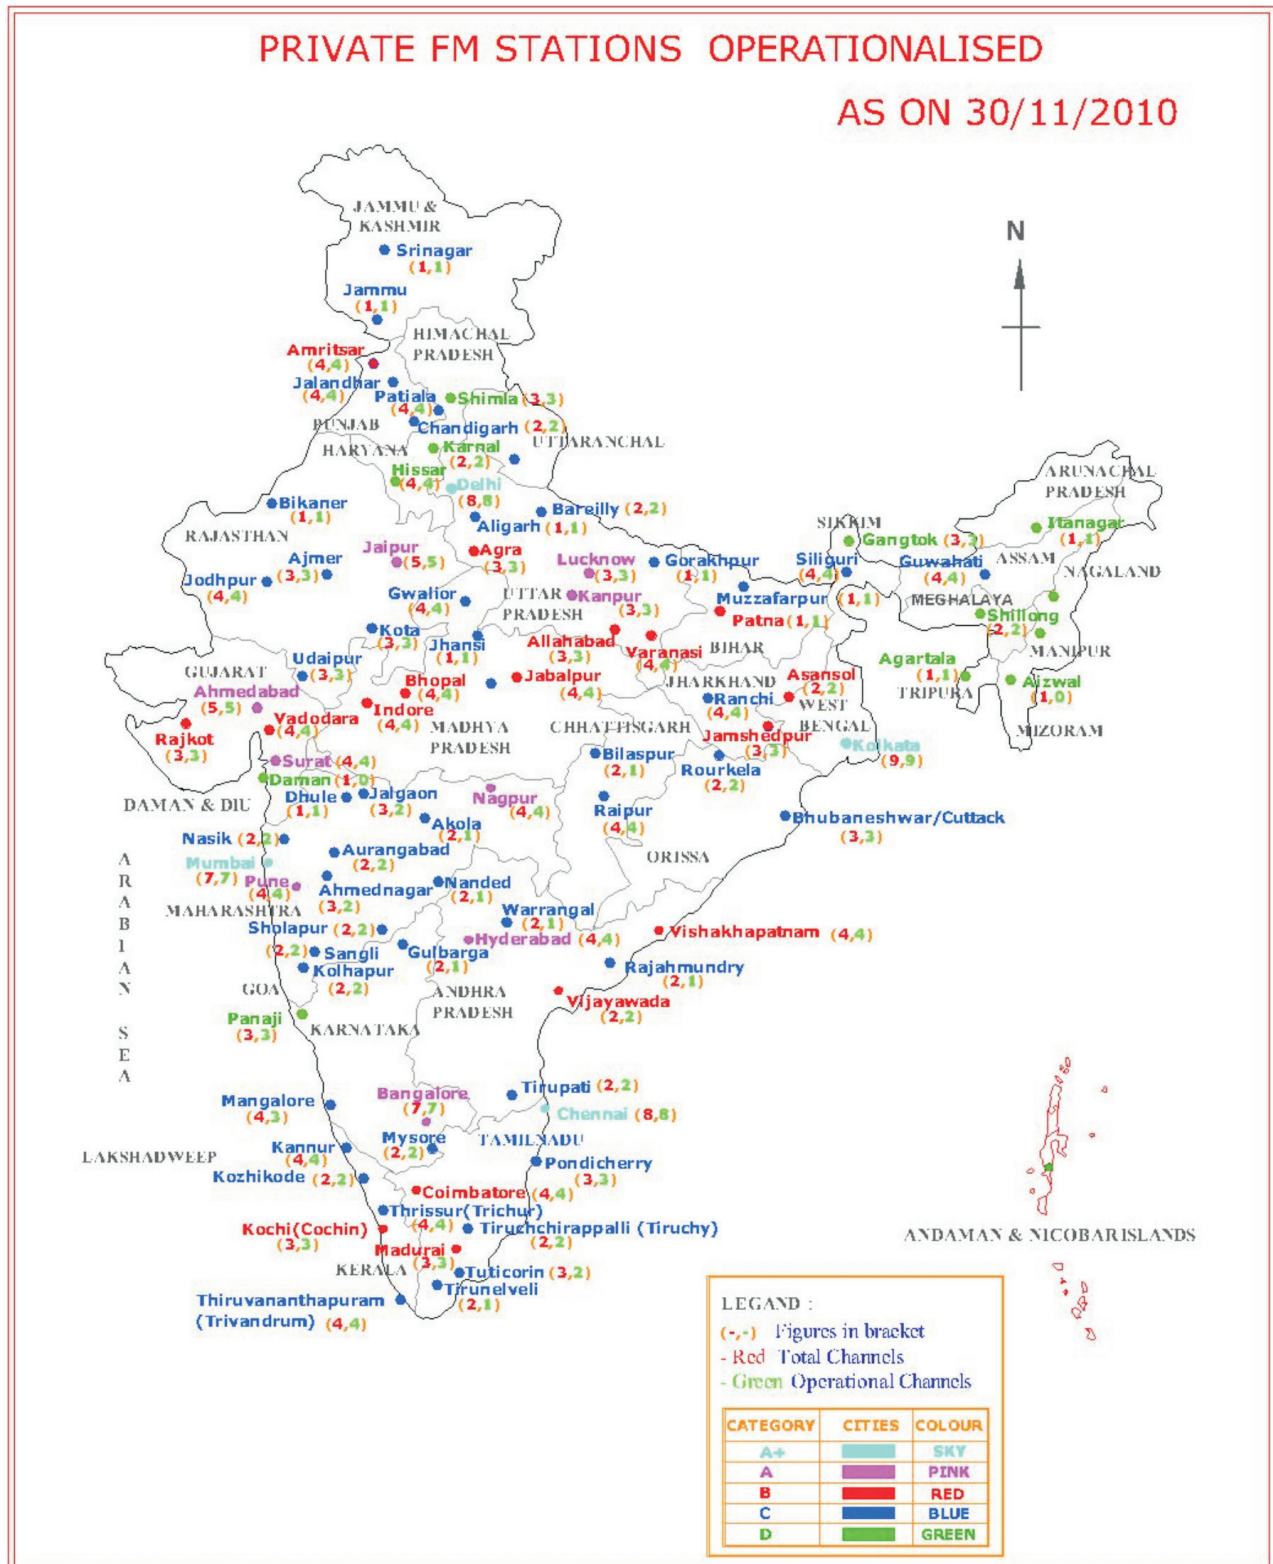 PRIVATE FM STATIONS OPERATIONALISED
AS ON 30/11/2010
JAMMU &
KASHMIR
Srinagar
(1,1)
Jammu
(1,1)
N
HIMACHAL
PRADESH
Amritsar
(4,4)
Jalandhar
(4,4)
Patiala
(4,4)
Shimla (3,3)
PUNJAB
Chandigarh (2,2)
UTTARANCHAL
HARYANA
Karnal
(2,2)
Hissar
(4,4)
Delhi
(8,8)
ARUNACHAL
PRADESH
Bikaner
(1,1)
Bareilly (2,2)
Aligarh (1,1)
RAJASTHAN
SIKKIM
Gangtok
Itanagar
(1,1)
Jaipur
(5,5)
Agra
(3,3)
Lucknow
(3,3)
Gorakhpur
(1,1)
Siliguri
(4,4)
Guwahati
(4,4)
ASSAM
NAGALAND
Ajmer
(3,3)
Jodhpur
(4,4)
Gwalior
(4,4)
UTTAR
PRADESH
Kanpur
(3,3)
Muzzafarpur (1,1)
MEGHALAYA
Shillong
(2,2)
Patna (1,1)
Kota
(3,3)
Jhansi
(1,1)
Allahabad
(3,3)
Varanasi
(4,4)
BIHAR
MANIPUR
GUJARAT
Udaipur
(3,3)
Agartala
(1,1)
TRIPURA
Ajzwal
(1,0)
MIZORAM
Ahmedabad
(5,5)
Bhopal
(4,4)
Jabalpur
(4,4)
JHARKHAND
Ranchi
(4,4)
Asansol
(2,2)
WEST
BENGAL
Indore
(4,4)
Vadodara
(4,4)
Rajkot
(3,3)
MADHYA
PRADESH
CHHATTISGARH
Jamshedpur
(3,3)
Kolkata
(9,9)
Surat (4,4)
Daman (1,0)
Bilaspur
(2,1)
Rourkela
(2,2)
DAMAN & DIU
Dhule
(1,1)
Jalgaon
(3,2)
Nagpur
(4,4)
Raipur
(4,4)
Akola
(2,1)
Bhubaneshwar/Cuttack
(3,3)
Nasik (2,2)
Aurangabad
(2,2)
ORISSA
Mumbai
(7,7)
Pune
(4,4)
Ahmednagar
(3,2)
Nanded
(2,1)
MAHARASHTRA
ARABIAN SEA
Warrangal
(2,1)
Sholapur (2,2)
Hyderabad (4,4)
Vishakhapatnam (4,4)
(2,2) Sangli
Gulbarga
(2,1)
Kolhapur
(2,2)
Rajahmundry
(2,1)
GOA
ANDHRA
PRADESH
Vijayawada
(2,2)
Panaji
(3,3)
KARNATAKA
Bangalore
(7,7)
Tirupati (2,2)
Mangalore
(4,3)
Chennai (8,8)
Mysore
(2,2)
TAMILNADU
Kannur
(4,4)
LAKSHADWEEP
Kozhikode (2,2)
Pondicherry
(3,3)
Coimbatore (4,4)
Thrissur(Trichur)
(4,4)
Kochi(Cochin)
(3,3)
Tiruchchirappalli (Tiruchy)
(2,2)
Madurai
(3,3)
KERALA
Tuticorin (3,2)
Tirunelveli
(2,1)
Thiruvananthapuram
(Trivandrum) (4,4)
ANDAMAN & NICOBAR ISLANDS
LEGAND :
(-,-) Figures in bracket
- Red Total Channels
- Green Operational Channels
CATEGORY CITIES COLOUR
A+ SKY
A PINK
B RED
C BLUE
D GREEN